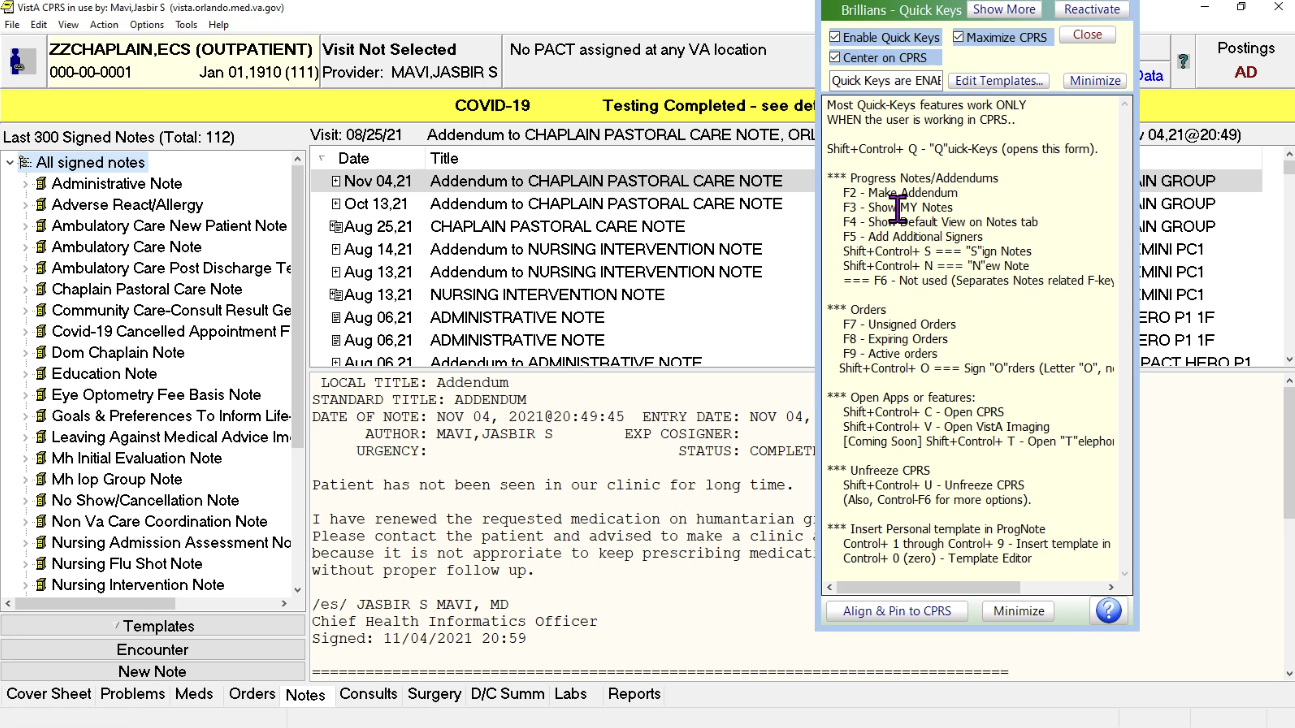 VistA CPRS in use by: Mavi,Jasbir S (vista.orlando.med.va.gov)
File Edit View Action Options Tools Help
ZZCHAPLAIN,ECS (OUTPATIENT)
000-00-0001 Jan 01,1910 (111)
Visit Not Selected
Provider: MAVI,JASBIR S
No PACT assigned at any VA location
Data
Postings
AD
COVID-19 Testing Completed - see
Last 300 Signed Notes (Total: 112)
All signed notes
Administrative Note
Adverse React/Allergy
Ambulatory Care New Patient Note
Ambulatory Care Note
Ambulatory Care Post Discharge Te
Chaplain Pastoral Care Note
Community Care-Consult Result Ge
Covid-19 Cancelled Appointment F
Dom Chaplain Note
Education Note
Eye Optometry Fee Basis Note
Goals & Preferences To Inform Life-
Leaving Against Medical Advice Im
Mh Initial Evaluation Note
Mh Iop Group Note
No Show/Cancellation Note
Non Va Care Coordination Note
Nursing Admission Assessment No
Nursing Flu Shot Note
Nursing Intervention Note
Templates
Encounter
New Note
Visit: 08/25/21 Addendum to CHAPLAIN PASTORAL CARE NOTE, ORL
v 04,21@20:49)
Date Title
Nov 04,21 Addendum to CHAPLAIN PASTORAL CARE NOTE AIN GROUP
Oct 13,21 Addendum to CHAPLAIN PASTORAL CARE NOTE AIN GROUP
Aug 25,21 CHAPLAIN PASTORAL CARE NOTE AIN GROUP
Aug 14,21 Addendum to NURSING INTERVENTION NOTE EMINI PC1
Aug 13,21 Addendum to NURSING INTERVENTION NOTE EMINI PC1
Aug 13,21 NURSING INTERVENTION NOTE EMINI PC1
Aug 06,21 ADMINISTRATIVE NOTE ERO P1 1F
Aug 06,21 ADMINISTRATIVE NOTE ERO P1 1F
Aug 06,21 Addendum to ADMINISTRATIVE NOTE PACT HERO P1
LOCAL TITLE: Addendum
STANDARD TITLE: ADDENDUM
DATE OF NOTE: NOV 04, 2021@20:49:45 ENTRY DATE: NOV 04,
AUTHOR: MAVI,JASBIR S EXP COSIGNER:
URGENCY: STATUS: COMPLET
Patient has not been seen in our clinic for long time.
I have renewed the requested medication on humantarian g
Please contact the patient and advised to make a clinic
because it is not approriate to keep prescribing medicat
without proper follow up.
/es/ JASBIR S MAVI, MD
Chief Health Informatics Officer
Signed: 11/04/2021 20:59
=================================================================================
Cover Sheet Problems Meds Orders Notes Consults Surgery D/C Summ Labs Reports
Brillians - Quick Keys Show More Reactivate
Enable Quick Keys Maximize CPRS Close
Center on CPRS
Quick Keys are ENAB Edit Templates... Minimize
Most Quick-Keys features work ONLY
WHEN the user is working in CPRS..
Shift+Control+ Q - "Q"uick-Keys (opens this form).
*** Progress Notes/Addendums
F2 - Make Addendum
F3 - Show MY Notes
F4 - Show Default View on Notes tab
F5 - Add Additional Signers
Shift+Control+ S === "S"ign Notes
Shift+Control+ N === "N"ew Note
=== F6 - Not used (Separates Notes related F-key
*** Orders
F7 - Unsigned Orders
F8 - Expiring Orders
F9 - Active orders
Shift+Control+ O === Sign "O"rders (Letter "O", no
*** Open Apps or features:
Shift+Control+ C - Open CPRS
Shift+Control+ V - Open VistA Imaging
[Coming Soon] Shift+Control+ T - Open "T"elephon
*** Unfreeze CPRS
Shift+Control+ U - Unfreeze CPRS
(Also, Control-F6 for more options).
*** Insert Personal template in ProgNote
Control+ 1 through Control+ 9 - Insert template in
Control+ 0 (zero) - Template Editor
Align & Pin to CPRS Minimize